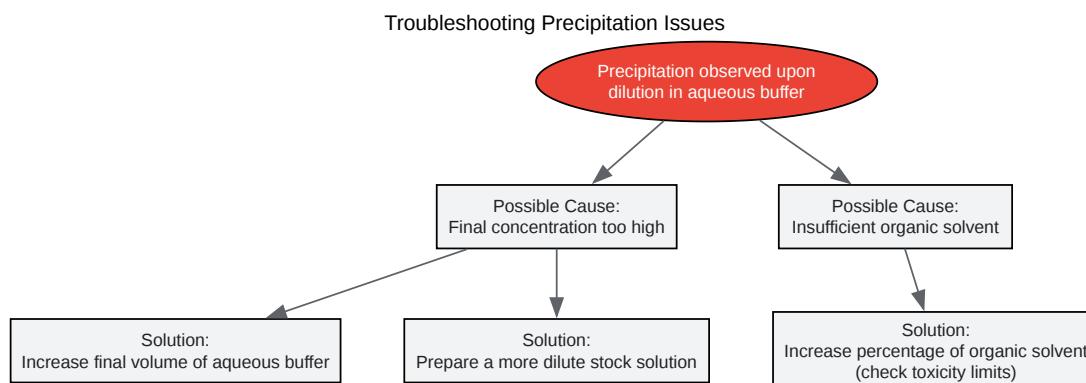 Troubleshooting Precipitation Issues
Precipitation observed upon
dilution in aqueous buffer
Possible Cause:
Final concentration too high
Possible Cause:
Insufficient organic solvent
Solution:
Increase final volume of aqueous buffer
Solution:
Prepare a more dilute stock solution
Solution:
Increase percentage of organic solvent
(check toxicity limits)